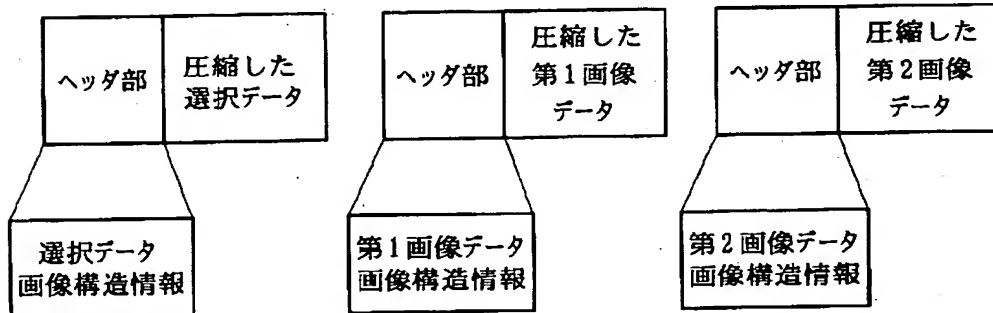 ヘッダ部
圧縮した
選択データ
選択データ
画像構造情報
ヘッダ部
圧縮した
第1画像
データ
第1画像データ
画像構造情報
ヘッダ部
圧縮した
第2画像
データ
第2画像データ
画像構造情報